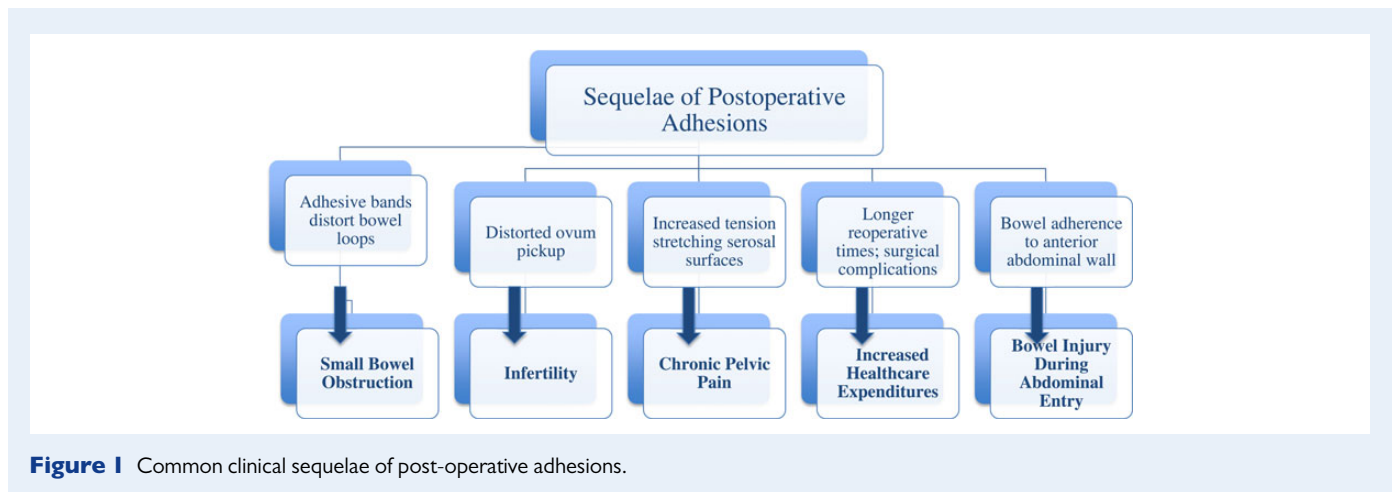 Sequelae of Postoperative
Adhesions
Adhesive bands
distort bowel
loops
Distorted ovum
pickup
Increased tension
stretching serosal
surfaces
Longer
reoperative
times; surgical
complications
Bowel adherence
to anterior
abdominal wall
Small Bowel
Obstruction
Infertility
Chronic Pelvic
Pain
Increased
Healthcare
Expenditures
Bowel Injury
During
Abdominal
Entry
Figure 1 Common clinical sequelae of post-operative adhesions.